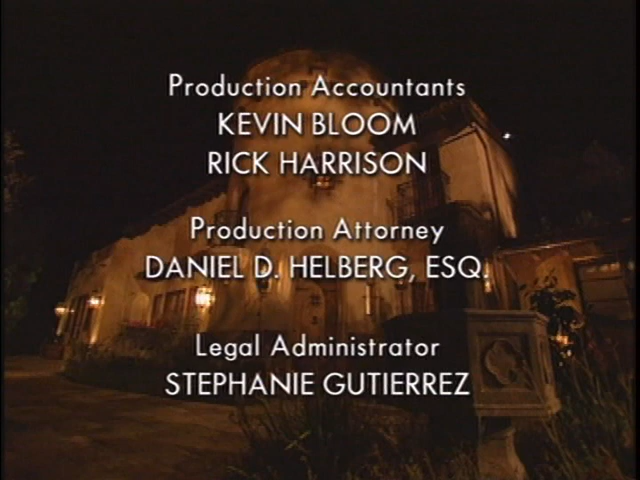 Production Accountants
KEVIN BLOOM
RICK HARRISON
Production Attorney
DANIEL D. HELBERG, ESQ.
Legal Administrator
STEPHANIE GUTIERREZ